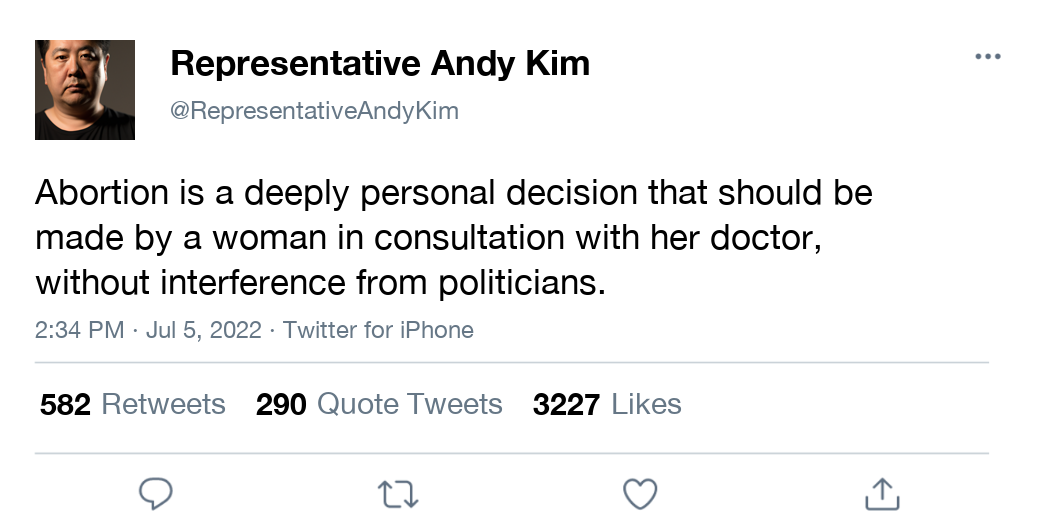 Representative Andy Kim
@RepresentativeAndyKim
Abortion is a deeply personal decision that should be
made by a woman in consultation with her doctor,
without interference from politicians.
2:34 PM · Jul 5, 2022 · Twitter for iPhone
582 Retweets 290 Quote Tweets 3227 Likes